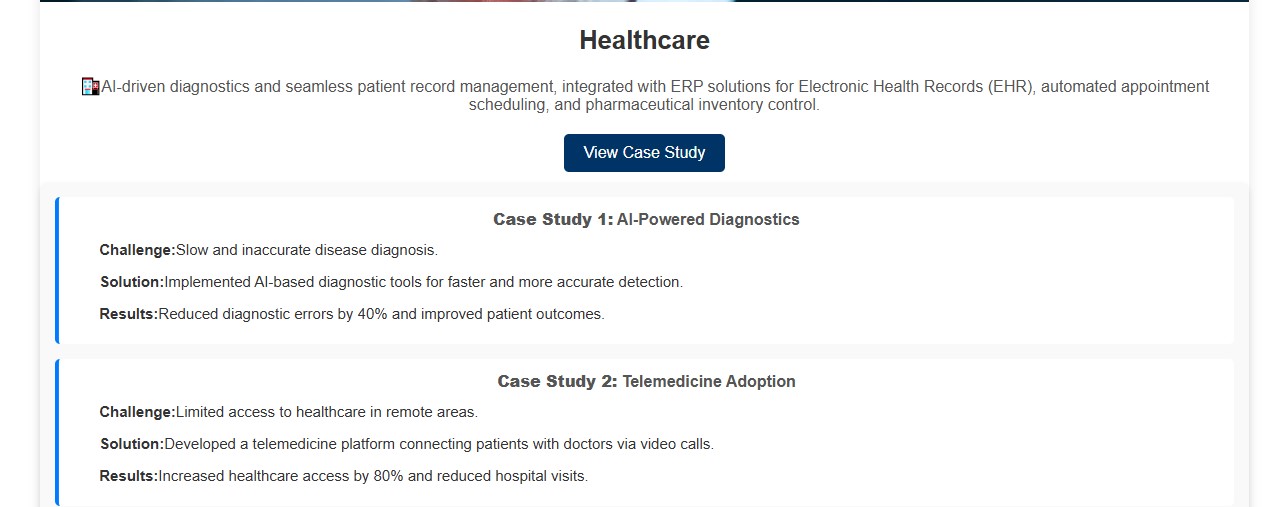 Healthcare
AI-driven diagnostics and seamless patient record management, integrated with ERP solutions for Electronic Health Records (EHR), automated appointment
scheduling, and pharmaceutical inventory control.
View Case Study
Case Study 1: AI-Powered Diagnostics
Challenge:Slow and inaccurate disease diagnosis.
Solution:Implemented AI-based diagnostic tools for faster and more accurate detection.
Results:Reduced diagnostic errors by 40% and improved patient outcomes.
Case Study 2: Telemedicine Adoption
Challenge:Limited access to healthcare in remote areas.
Solution:Developed a telemedicine platform connecting patients with doctors via video calls.
Results:Increased healthcare access by 80% and reduced hospital visits.